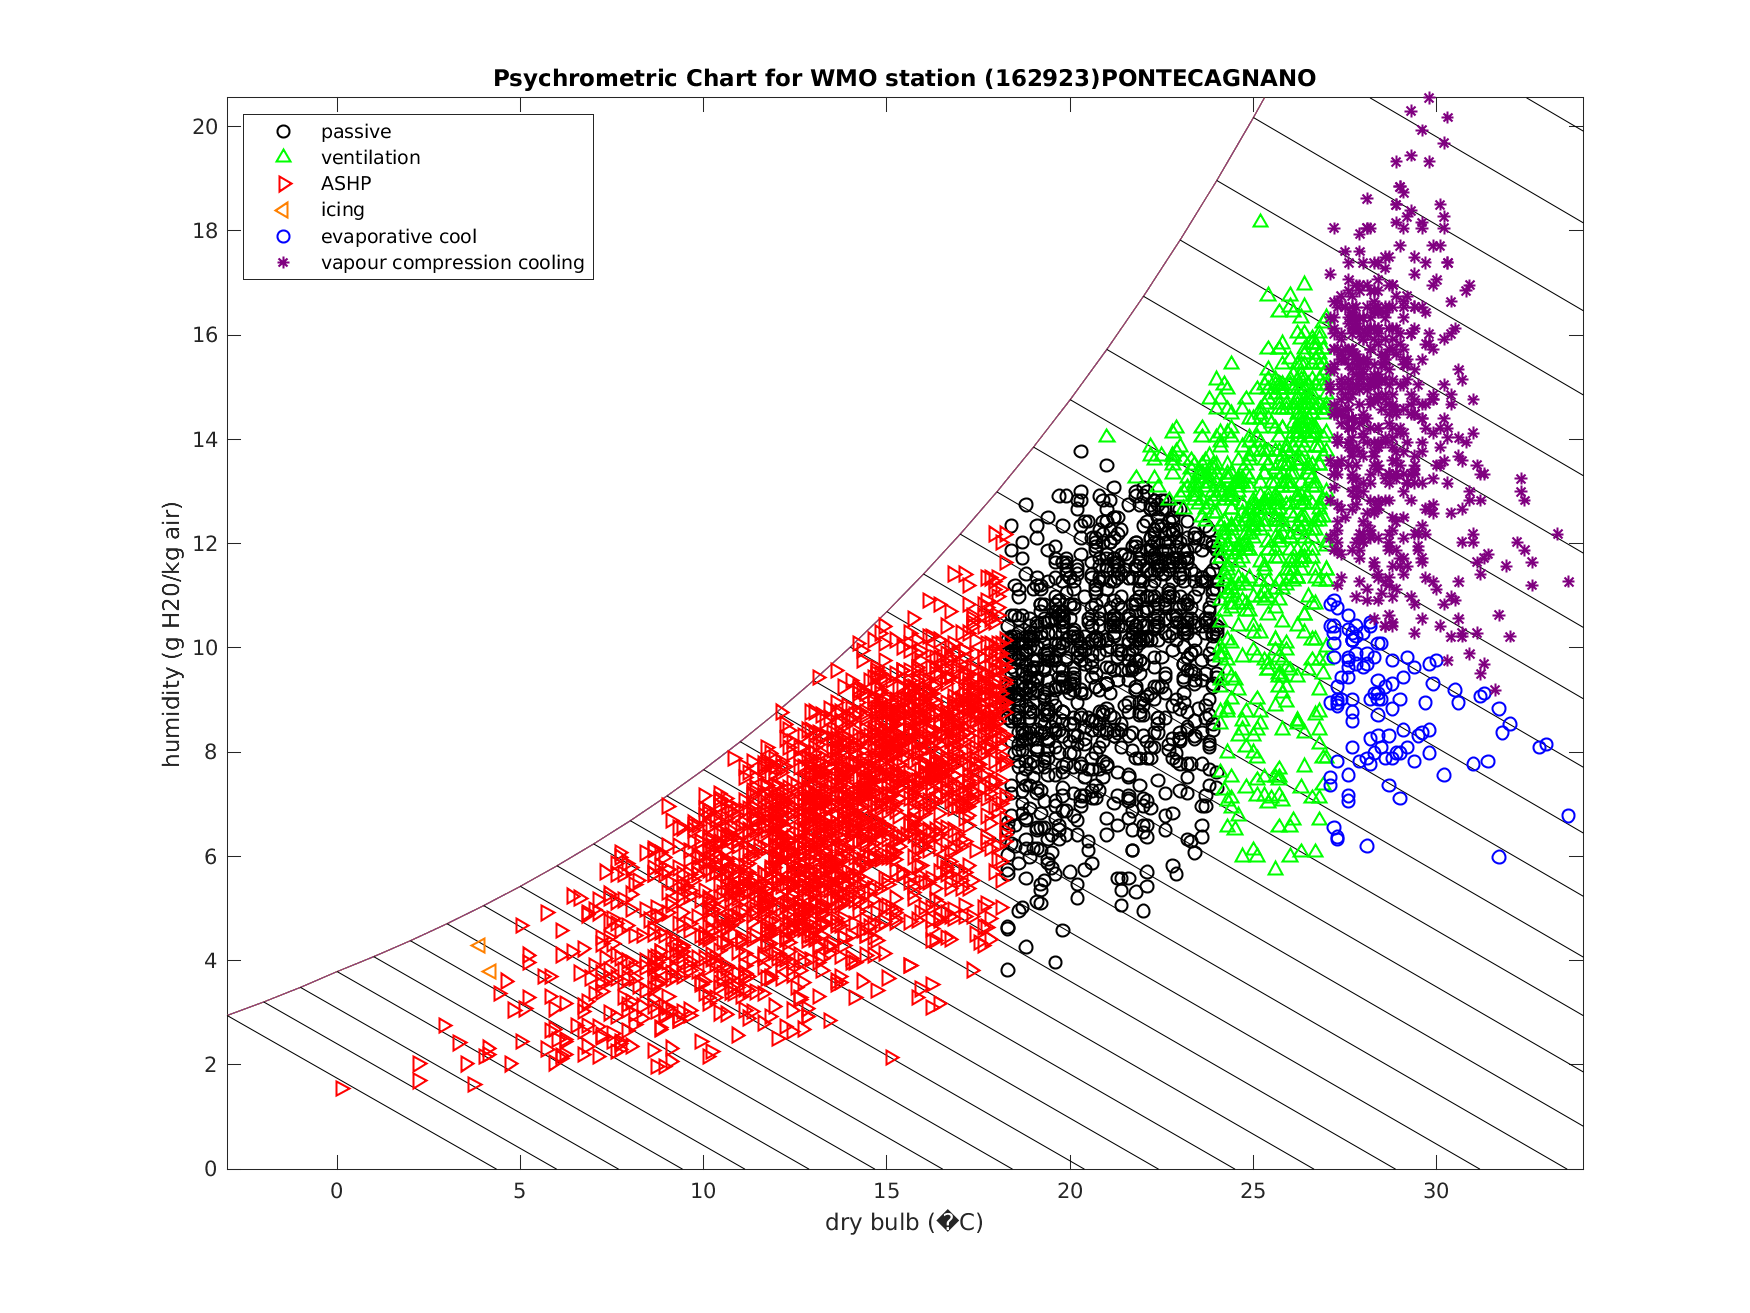 Psychrometric Chart for WMO station (162923)PONTECAGNANO
passive
ventilation
ASHP
icing
evaporative cool
vapour compression cooling
humidity (g H20/kg air)
20
18
16
14
12
10
8
6
4
2
0
0 5 10 15 20 25 30
dry bulb (�C)